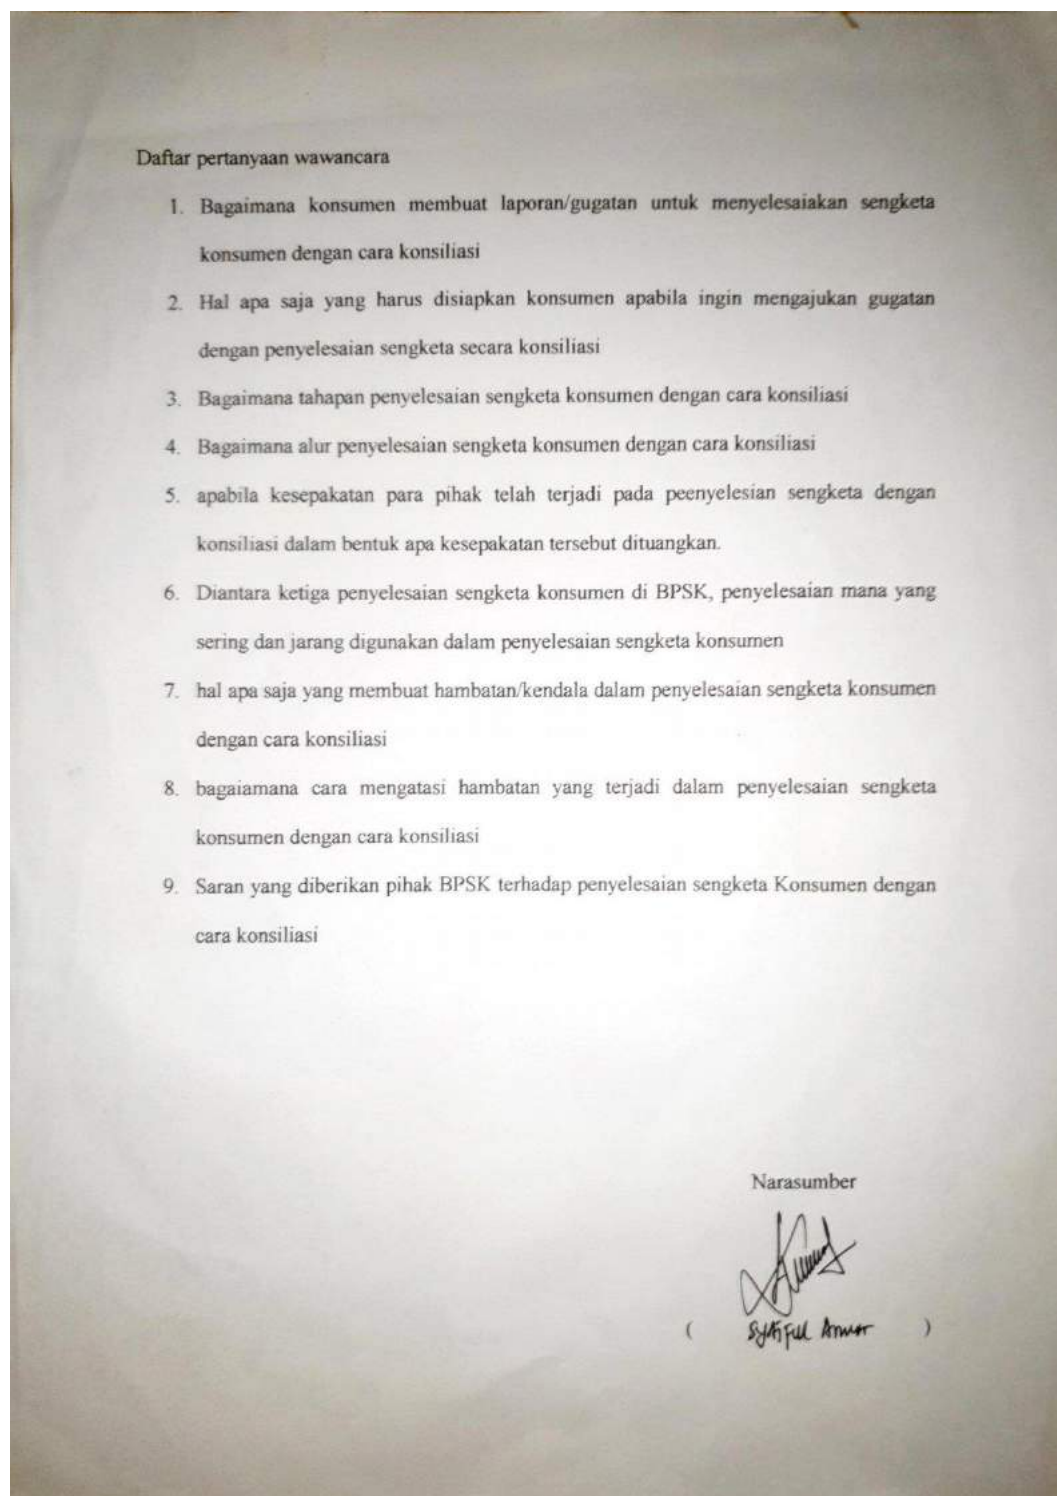 Daftar pertanyaan wawancara
1. Bagaimana konsumen membuat laporan/gugatan untuk menyelesaiakan sengketa
konsumen dengan cara konsiliasi
2. Hal apa saja yang harus disiapkan konsumen apabila ingin mengajukan gugatan
dengan penyelesaian sengketa secara konsiliasi
3. Bagaimana tahapan penyelesaian sengketa konsumen dengan cara konsiliasi
4. Bagaimana alur penyelesaian sengketa konsumen dengan cara konsiliasi
5. apabila kesepakatan para pihak telah terjadi pada peenyelesian sengketa dengan
konsiliasi dalam bentuk apa kesepakatan tersebut dituangkan.
6. Diantara ketiga penyelesaian sengketa konsumen di BPSK, penyelesaian mana yang
sering dan jarang digunakan dalam penyelesaian sengketa konsumen
7. hal apa saja yang membuat hambatan/kendala dalam penyelesaian sengketa konsumen
dengan cara konsiliasi
8. bagaiamana cara mengatasi hambatan yang terjadi dalam penyelesaian sengketa
konsumen dengan cara konsiliasi
9. Saran yang diberikan pihak BPSK terhadap penyelesaian sengketa Konsumen dengan
cara konsiliasi
Narasumber
( Syaiful Anwar )